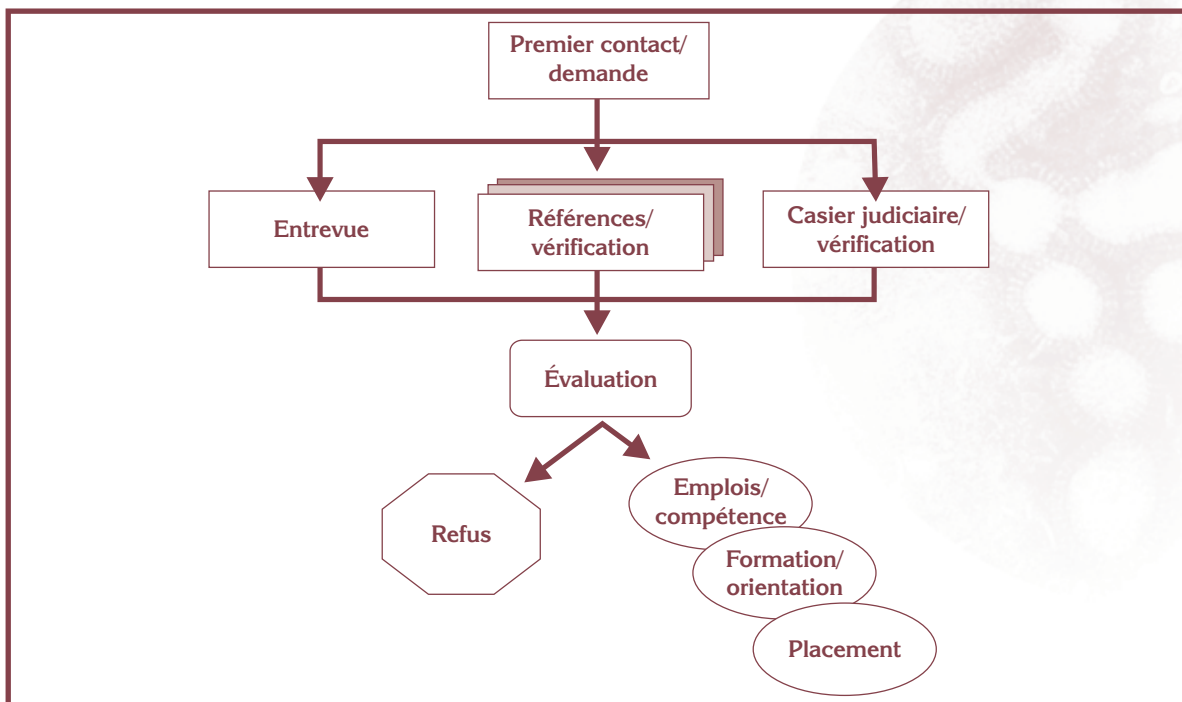 Premier contact/
demande
Entrevue
Références/
vérification
Casier judiciaire/
vérification
Évaluation
Refus
Emplois/
compétence
Formation/
orientation
Placement